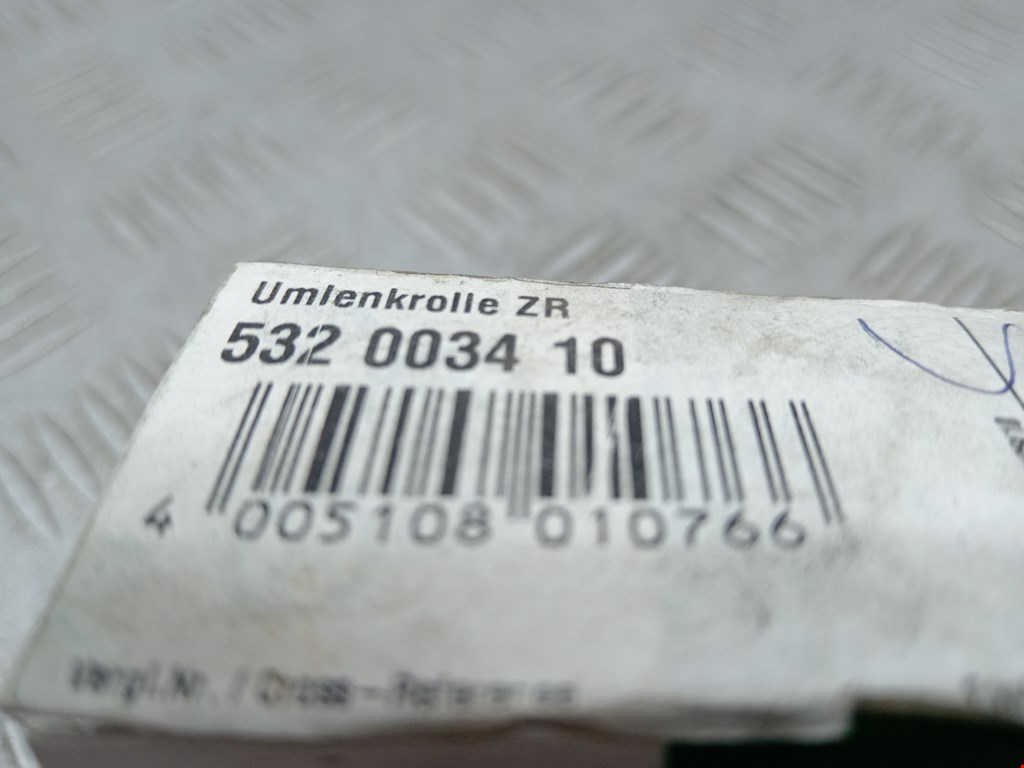 Umlenkrolle ZR
532 0034 10
4 005108 010766
Vergl.Nr. / Cross-Reference